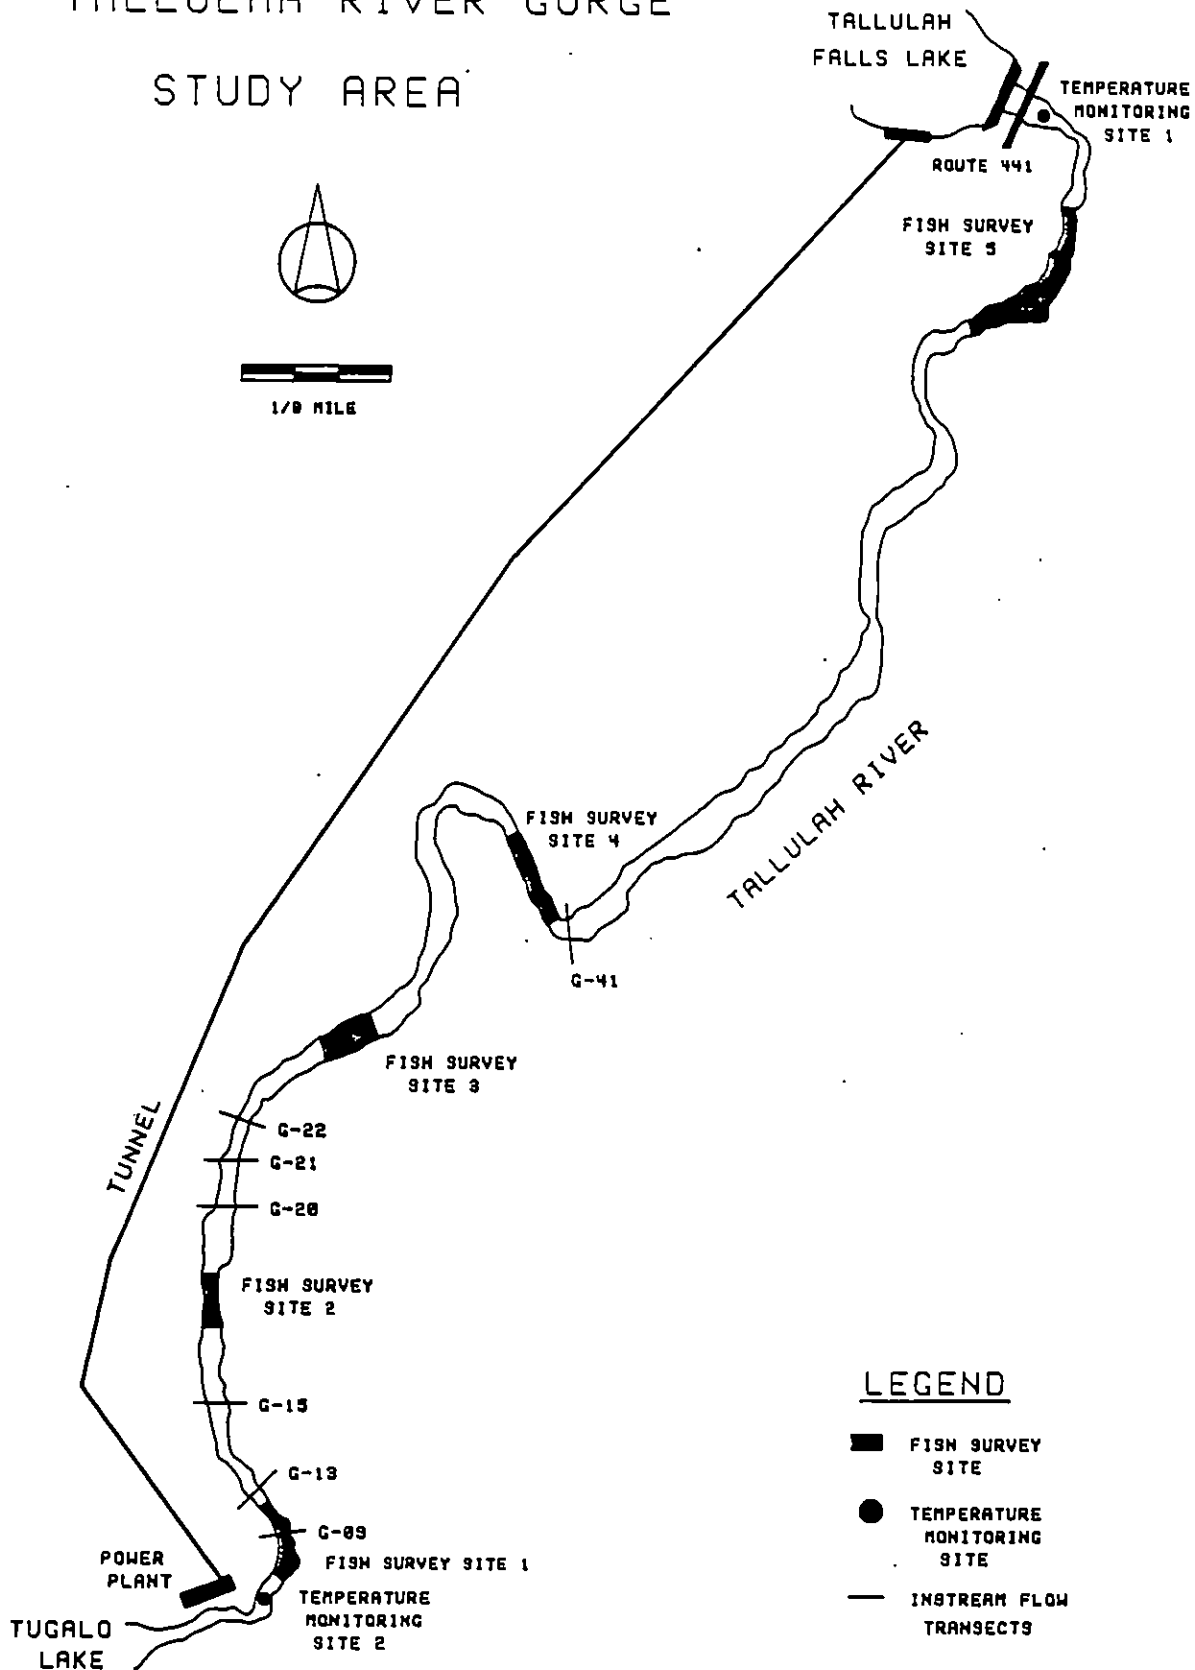 TALLULAH RIVER GORGE
STUDY AREA
TALLULAH
FALLS LAKE
TEMPERATURE
MONITORING
SITE 1
ROUTE 441
FISH SURVEY
SITE 5
1/8 MILE
FISH SURVEY
SITE 4
TALLULAH RIVER
G-41
FISH SURVEY
SITE 3
TUNNEL
G-22
G-21
G-20
FISH SURVEY
SITE 2
G-15
G-13
G-09
FISH SURVEY SITE 1
POWER
PLANT
TEMPERATURE
MONITORING
SITE 2
TUGALO
LAKE
LEGEND
FISH SURVEY
SITE
TEMPERATURE
MONITORING
SITE
INSTREAM FLOW
TRANSECTS